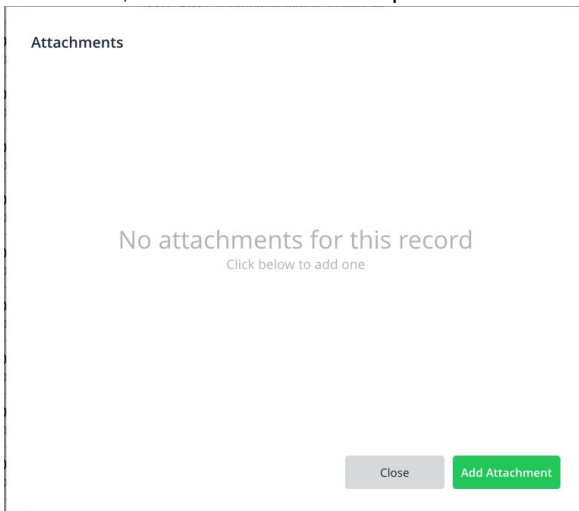 Attachments
No attachments for this record
Click below to add one
Close
Add Attachment